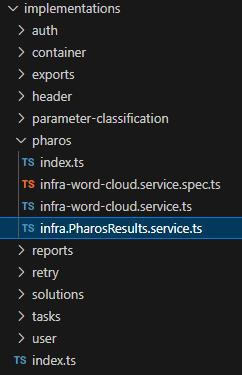 implementations
auth
container
exports
header
parameter-classification
pharos
TS index.ts
TS infra-word-cloud.service.spec.ts
TS infra-word-cloud.service.ts
TS infra.PharosResults.service.ts
reports
retry
solutions
tasks
user
TS index.ts